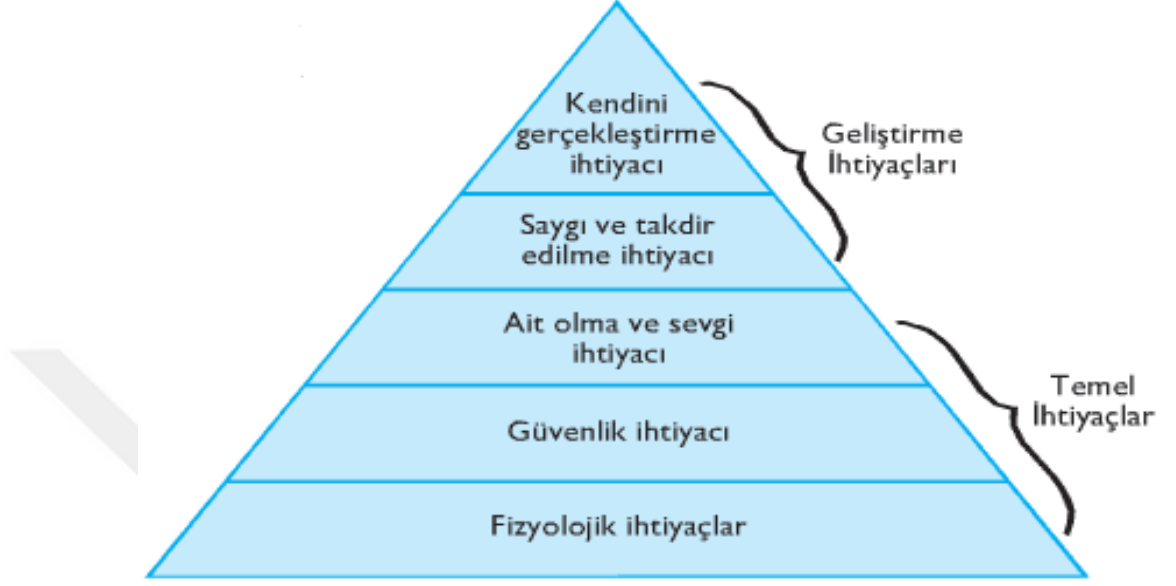 Kendini
gerçekleştirme
ihtiyacı
Geliştirme
İhtiyaçları
Saygı ve takdir
edilme ihtiyacı
Ait olma ve sevgi
ihtiyacı
Temel
İhtiyaçlar
Güvenlik ihtiyacı
Fizyolojik ihtiyaçlar